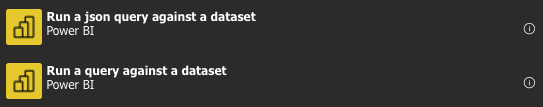 Run a json query against a dataset
Power BI
Run a query against a dataset
Power BI